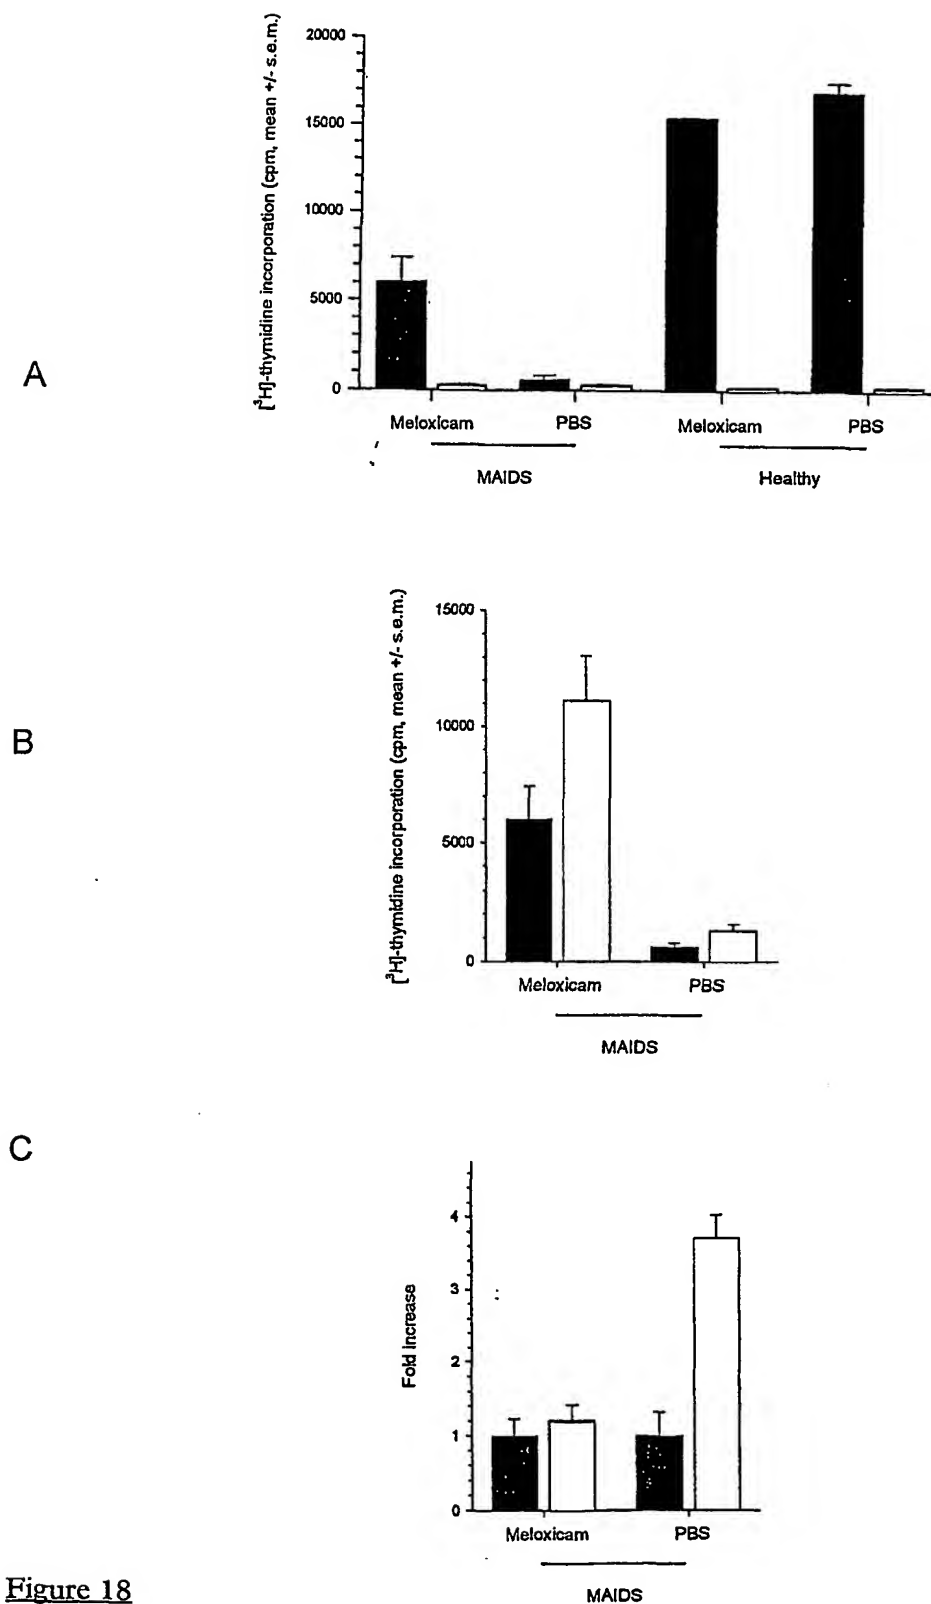 A
[³H]-thymidine incorporation (cpm, mean +/- s.e.m.)
20000
15000
10000
5000
0
Meloxicam PBS Meloxicam PBS
MAIDS Healthy
B
[³H]-thymidine incorporation (cpm, mean +/- s.e.m.)
15000
10000
5000
0
Meloxicam PBS
MAIDS
C
Fold increase
4
3
2
1
0
Meloxicam PBS
MAIDS
Figure 18